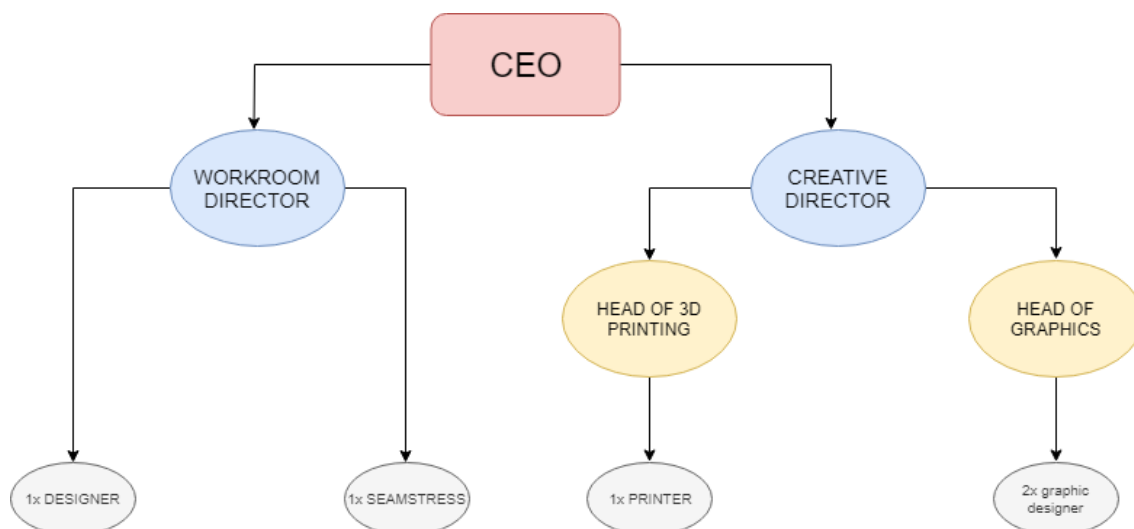 CEO
WORKROOM
DIRECTOR
CREATIVE
DIRECTOR
HEAD OF 3D
PRINTING
HEAD OF
GRAPHICS
1x DESIGNER
1x SEAMSTRESS
1x PRINTER
2x graphic
designer